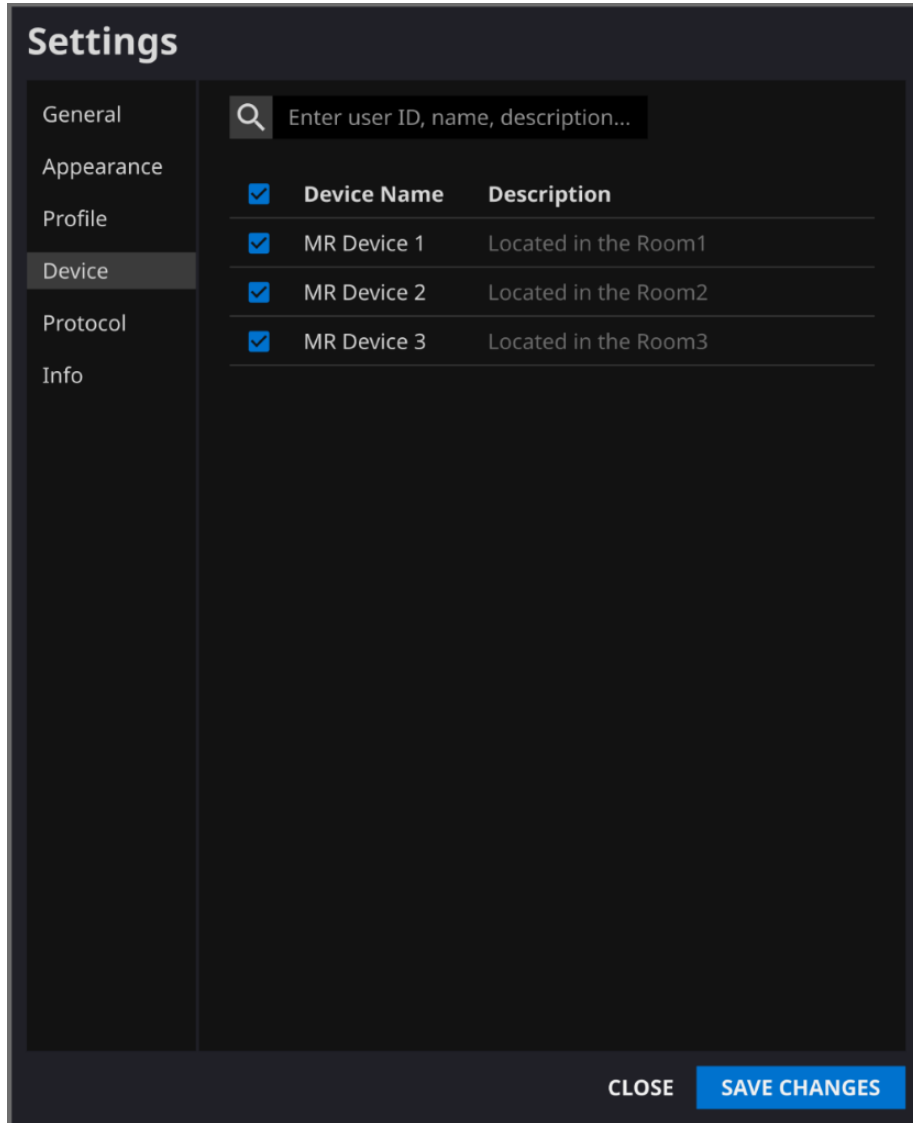 Settings
General
Appearance
Profile
Device
Protocol
Info
Enter user ID, name, description...
Device Name Description
MR Device 1 Located in the Room1
MR Device 2 Located in the Room2
MR Device 3 Located in the Room3
CLOSE SAVE CHANGES